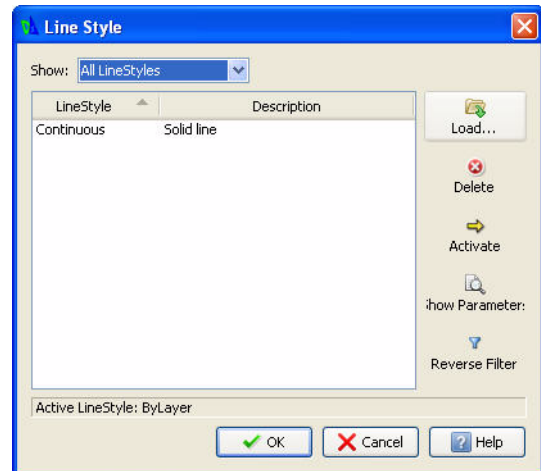 Line Style
Show: All LineStyles
LineStyle Description
Continuous Solid line
Load...
Delete
Activate
how Parameter
Reverse Filter
Active LineStyle: ByLayer
OK Cancel ? Help